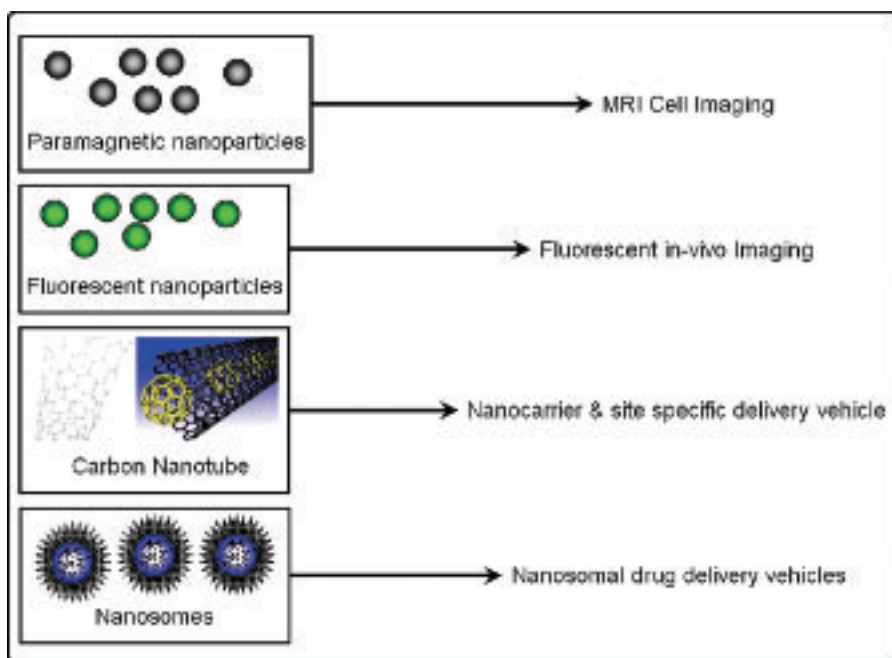 Paramagnetic nanoparticles
MRI Cell Imaging
Fluorescent nanoparticles
Fluorescent in-vivo Imaging
Carbon Nanotube
Nanocarrier & site specific delivery vehicle
Nanosomes
Nanosomal drug delivery vehicles